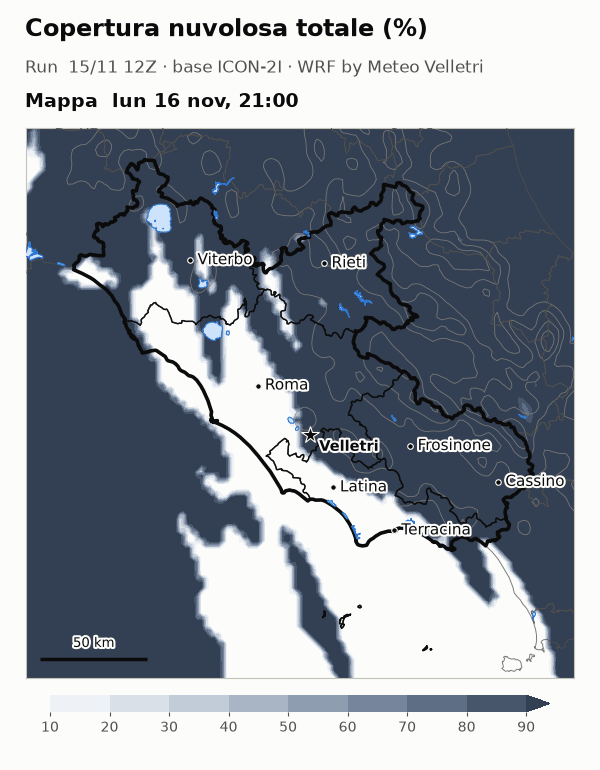 Copertura nuvolosa totale (%)
Run 15/11 12Z · base ICON-2I · WRF by Meteo Velletri
Mappa lun 16 nov, 21:00
Viterbo
Rieti
Roma
Velletri
Frosinone
Cassino
Latina
Terracina
50 km
10 20 30 40 50 60 70 80 90